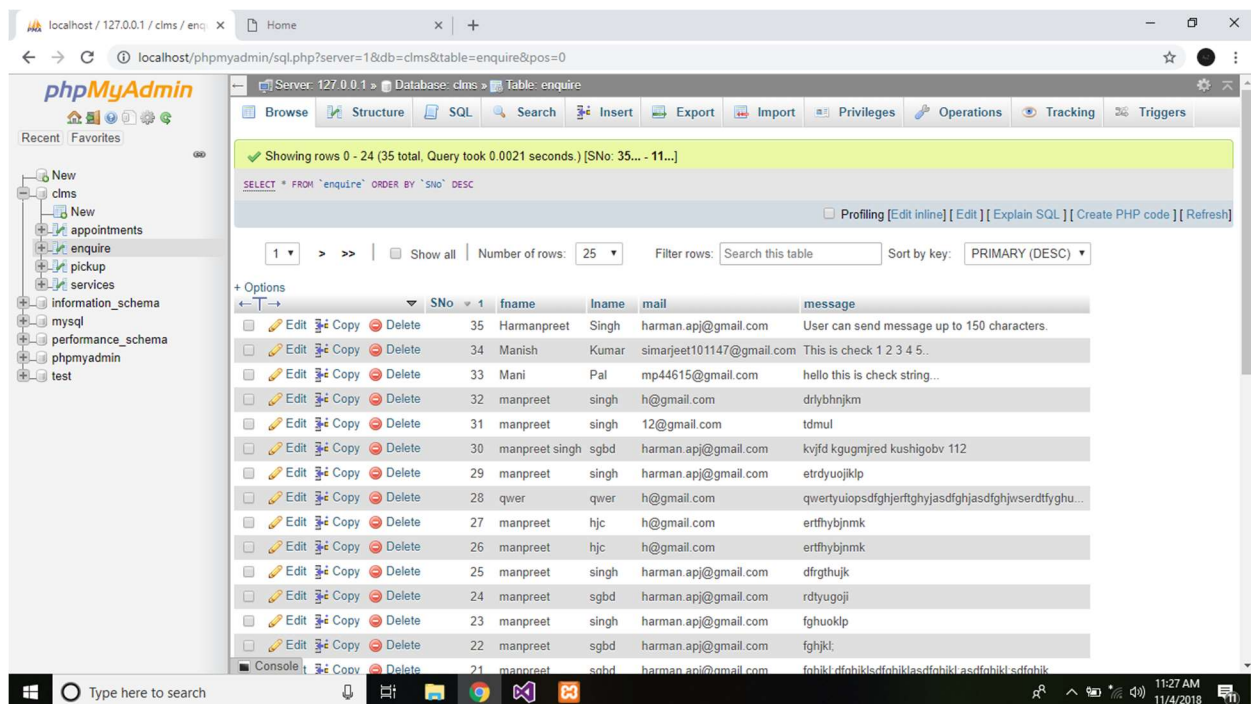 localhost / 127.0.0.1 / clms / enq
Home
localhost/phpmyadmin/sql.php?server=1&db=clms&table=enquire&pos=0
phpMyAdmin
Recent Favorites
New
clms
New
appointments
enquire
pickup
services
information_schema
mysql
performance_schema
phpmyadmin
test
Server: 127.0.0.1 » Database: clms » Table: enquire
Browse Structure SQL Search Insert Export Import Privileges Operations Tracking Triggers
Showing rows 0 - 24 (35 total, Query took 0.0021 seconds.) [SNo: 35... - 11...]
SELECT * FROM `enquire` ORDER BY `SNo` DESC
Profiling [Edit inline] [ Edit ] [ Explain SQL ] [ Create PHP code ] [ Refresh]
1 > >> Show all Number of rows: 25 Filter rows: Search this table Sort by key: PRIMARY (DESC)
+ Options
←T→ SNo 1 fname lname mail message
Edit Copy Delete 35 Harmanpreet Singh harman.apj@gmail.com User can send message up to 150 characters.
Edit Copy Delete 34 Manish Kumar simarjeet101147@gmail.com This is check 1 2 3 4 5..
Edit Copy Delete 33 Mani Pal mp44615@gmail.com hello this is check string...
Edit Copy Delete 32 manpreet singh h@gmail.com drlybhnjkm
Edit Copy Delete 31 manpreet singh 12@gmail.com tdmul
Edit Copy Delete 30 manpreet singh sgbd harman.apj@gmail.com kvjfd kgugmjred kushigobv 112
Edit Copy Delete 29 manpreet singh harman.apj@gmail.com etrdyuojiklp
Edit Copy Delete 28 qwer qwer h@gmail.com qwertyuiopsdfghjerftghyjasdfghjasdfghjwserdtfyghu...
Edit Copy Delete 27 manpreet hjc h@gmail.com ertfhybjnmk
Edit Copy Delete 26 manpreet hjc h@gmail.com ertfhybjnmk
Edit Copy Delete 25 manpreet singh harman.apj@gmail.com dfrgthujk
Edit Copy Delete 24 manpreet sgbd harman.apj@gmail.com rdtyugoji
Edit Copy Delete 23 manpreet singh harman.apj@gmail.com fghuoklp
Edit Copy Delete 22 manpreet sgbd harman.apj@gmail.com fghjkl;
Console Copy Delete 21 manpreet sgbd harman.apj@gmail.com
Type here to search
11:27 AM
11/4/2018
11